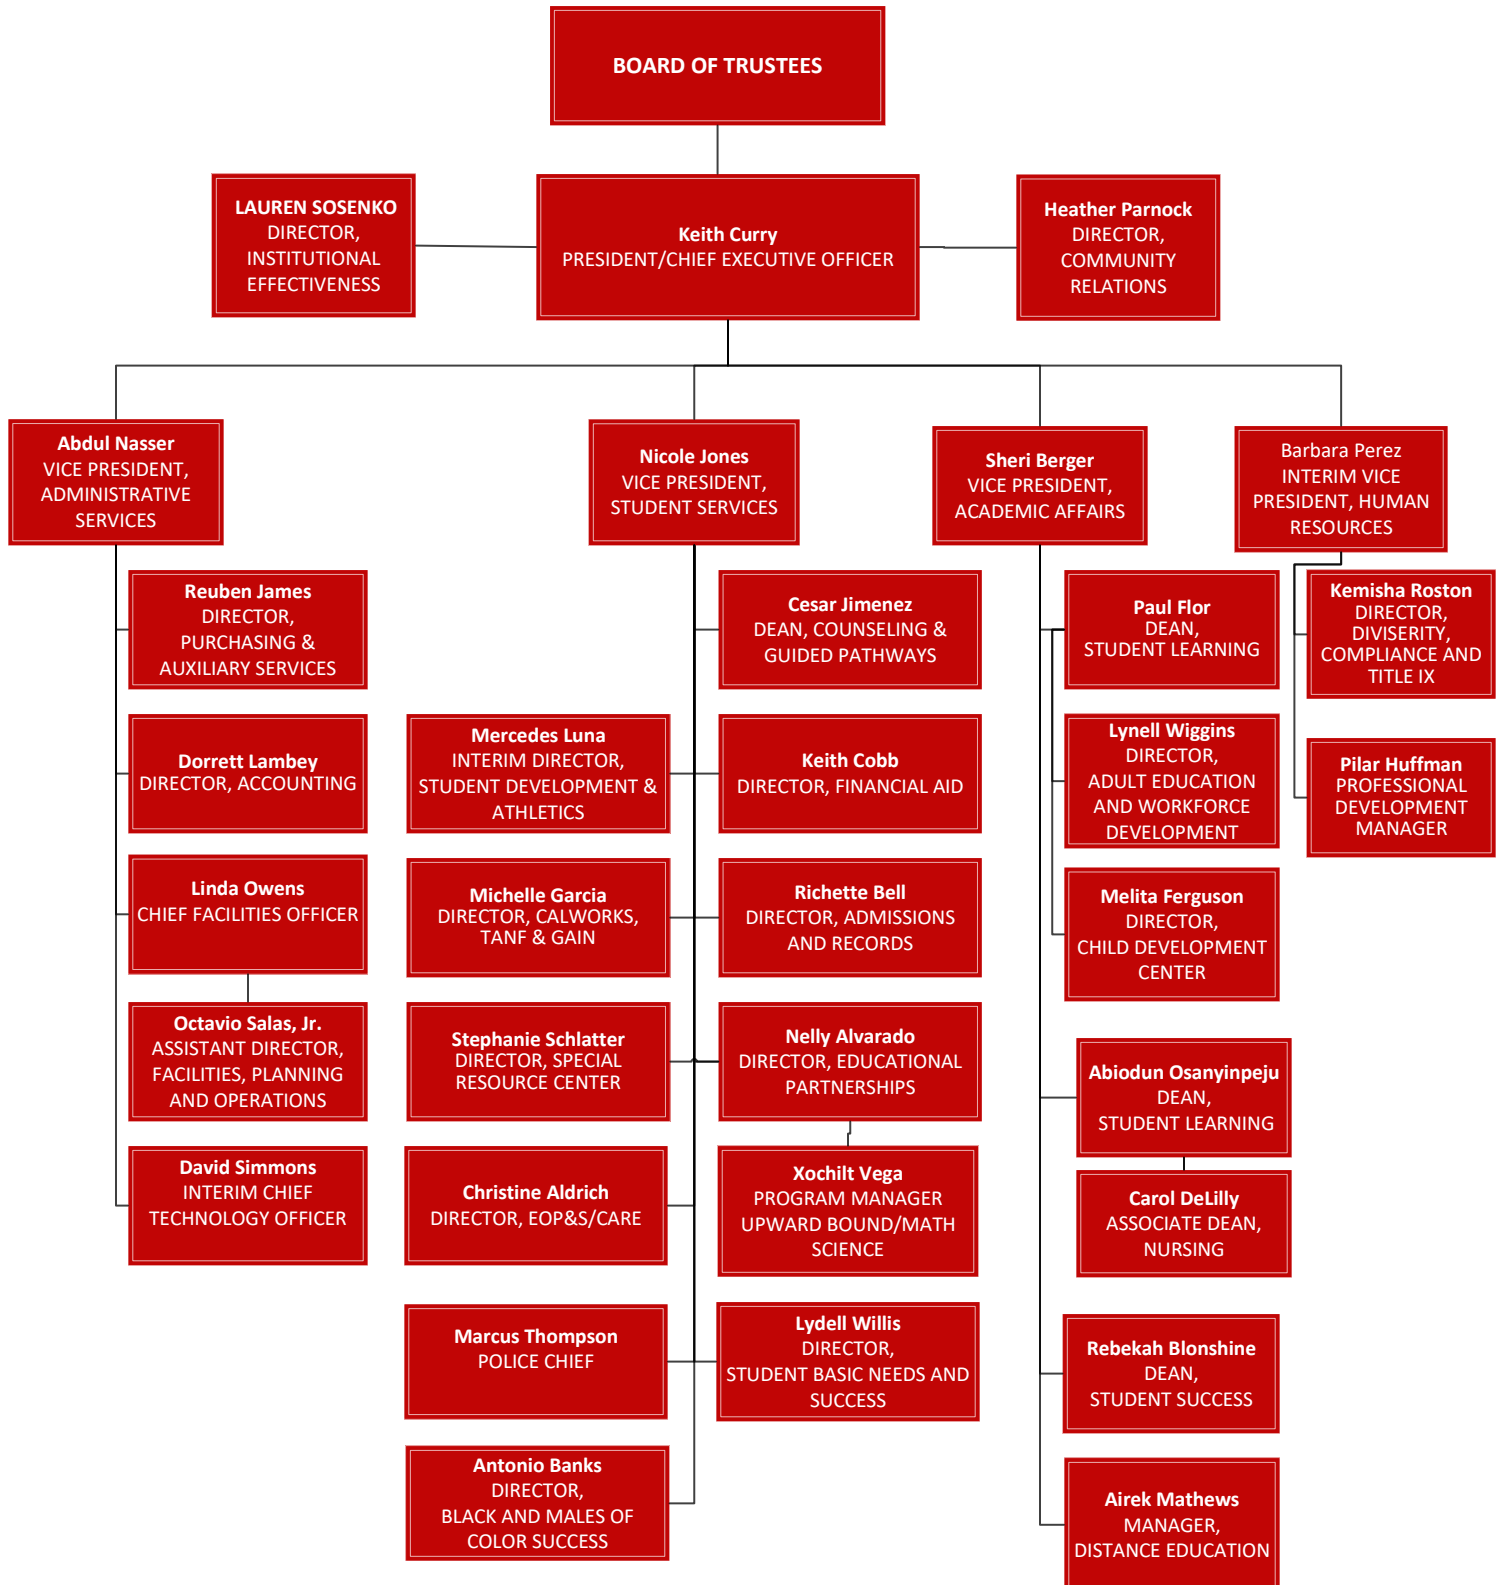 BOARD OF TRUSTEES
LAUREN SOSENKO
DIRECTOR,
INSTITUTIONAL
EFFECTIVENESS
Keith Curry
PRESIDENT/CHIEF EXECUTIVE OFFICER
Heather Parnock
DIRECTOR,
COMMUNITY
RELATIONS
Abdul Nasser
VICE PRESIDENT,
ADMINISTRATIVE
SERVICES
Nicole Jones
VICE PRESIDENT,
STUDENT SERVICES
Sheri Berger
VICE PRESIDENT,
ACADEMIC AFFAIRS
Barbara Perez
INTERIM VICE
PRESIDENT, HUMAN
RESOURCES
Reuben James
DIRECTOR,
PURCHASING &
AUXILIARY SERVICES
Dorrett Lambey
DIRECTOR, ACCOUNTING
Linda Owens
CHIEF FACILITIES OFFICER
Octavio Salas, Jr.
ASSISTANT DIRECTOR,
FACILITIES, PLANNING
AND OPERATIONS
David Simmons
INTERIM CHIEF
TECHNOLOGY OFFICER
Cesar Jimenez
DEAN, COUNSELING &
GUIDED PATHWAYS
Mercedes Luna
INTERIM DIRECTOR,
STUDENT DEVELOPMENT &
ATHLETICS
Keith Cobb
DIRECTOR, FINANCIAL AID
Michelle Garcia
DIRECTOR, CALWORKS,
TANF & GAIN
Richette Bell
DIRECTOR, ADMISSIONS
AND RECORDS
Stephanie Schlatter
DIRECTOR, SPECIAL
RESOURCE CENTER
Nelly Alvarado
DIRECTOR, EDUCATIONAL
PARTNERSHIPS
Christine Aldrich
DIRECTOR, EOP&S/CARE
Xochilt Vega
PROGRAM MANAGER
UPWARD BOUND/MATH
SCIENCE
Marcus Thompson
POLICE CHIEF
Lydell Willis
DIRECTOR,
STUDENT BASIC NEEDS AND
SUCCESS
Antonio Banks
DIRECTOR,
BLACK AND MALES OF
COLOR SUCCESS
Paul Flor
DEAN,
STUDENT LEARNING
Lynell Wiggins
DIRECTOR,
ADULT EDUCATION
AND WORKFORCE
DEVELOPMENT
Melita Ferguson
DIRECTOR,
CHILD DEVELOPMENT
CENTER
Abiodun Osanyinpeju
DEAN,
STUDENT LEARNING
Carol DeLilly
ASSOCIATE DEAN,
NURSING
Rebekah Blonshine
DEAN,
STUDENT SUCCESS
Airek Mathews
MANAGER,
DISTANCE EDUCATION
Kemisha Roston
DIRECTOR,
DIVISERITY,
COMPLIANCE AND
TITLE IX
Pilar Huffman
PROFESSIONAL
DEVELOPMENT
MANAGER